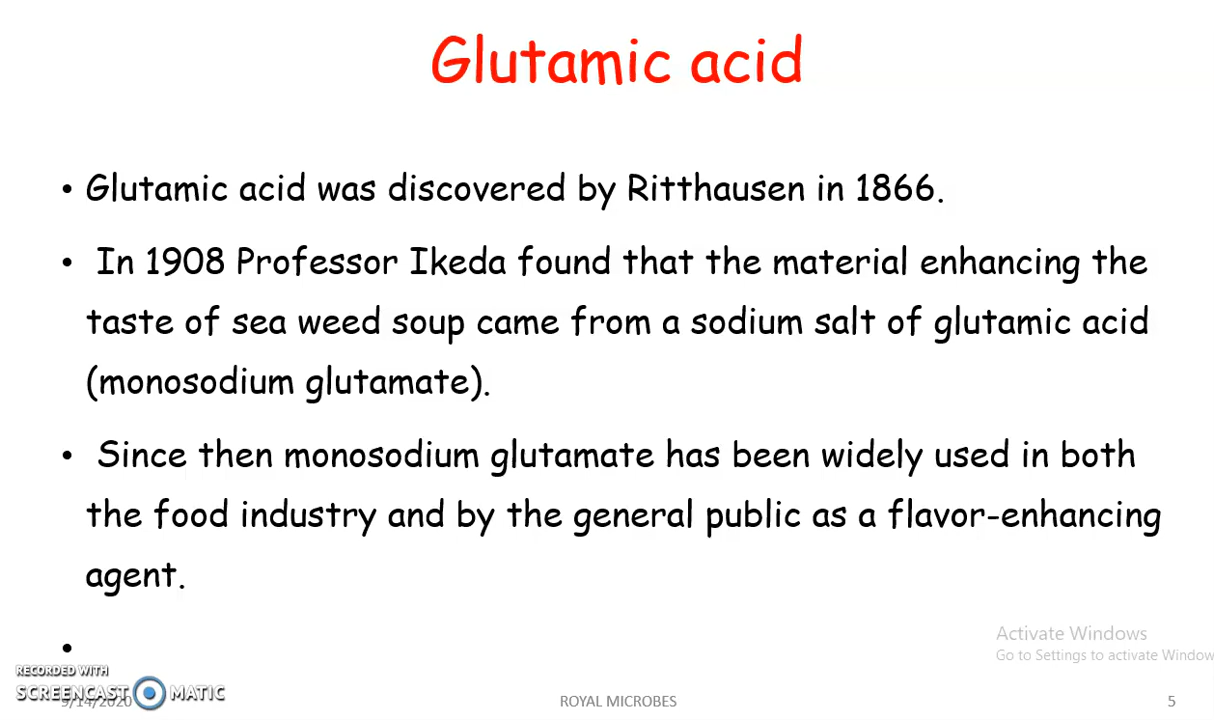 Glutamic acid
• Glutamic acid was discovered by Ritthausen in 1866.
• In 1908 Professor Ikeda found that the material enhancing the
taste of sea weed soup came from a sodium salt of glutamic acid
(monosodium glutamate).
• Since then monosodium glutamate has been widely used in both
the food industry and by the general public as a flavor-enhancing
agent.
•
Activate Windows
Go to Settings to activate Window
RECORDED WITH
SCREENCAST MATIC
9/14/2020
ROYAL MICROBES
5